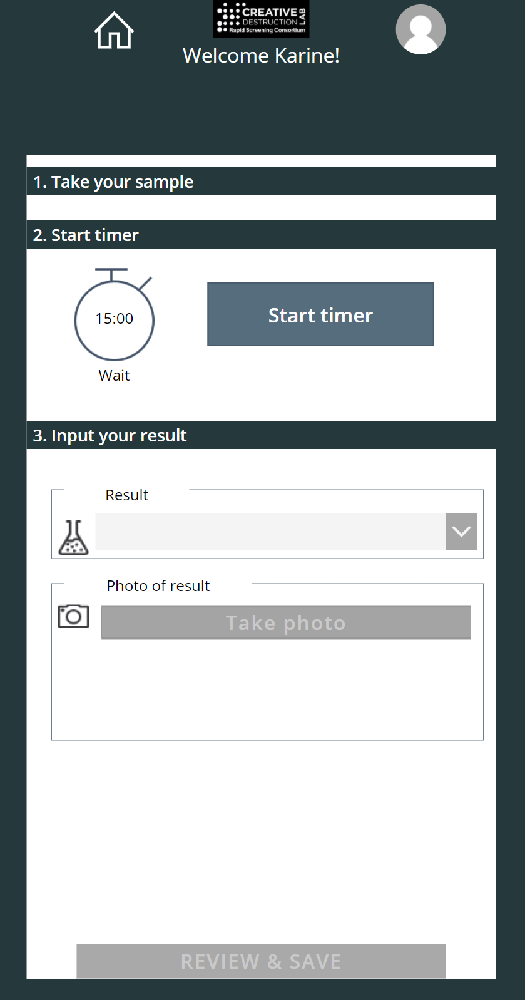 CREATIVE
DESTRUCTION
LAB
Rapid Screening Consortium
Welcome Karine!
1. Take your sample
2. Start timer
15:00
Start timer
Wait
3. Input your result
Result
Photo of result
Take photo
REVIEW & SAVE